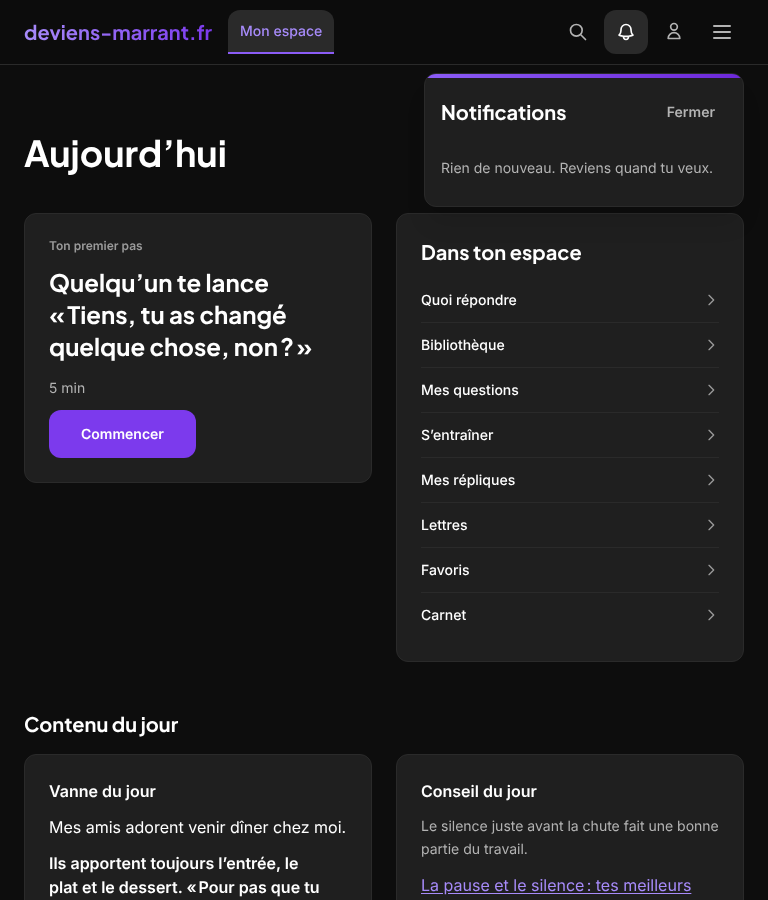 deviens-marrant.fr
Mon espace
Notifications
Fermer
Rien de nouveau. Reviens quand tu veux.
Aujourd’hui
Ton premier pas
Quelqu’un te lance
« Tiens, tu as changé
quelque chose, non ? »
5 min
Commencer
Dans ton espace
Quoi répondre
Bibliothèque
Mes questions
S’entraîner
Mes répliques
Lettres
Favoris
Carnet
Contenu du jour
Vanne du jour
Mes amis adorent venir dîner chez moi.
Ils apportent toujours l’entrée, le
plat et le dessert. « Pour pas que tu
Conseil du jour
Le silence juste avant la chute fait une bonne
partie du travail.
La pause et le silence : tes meilleurs